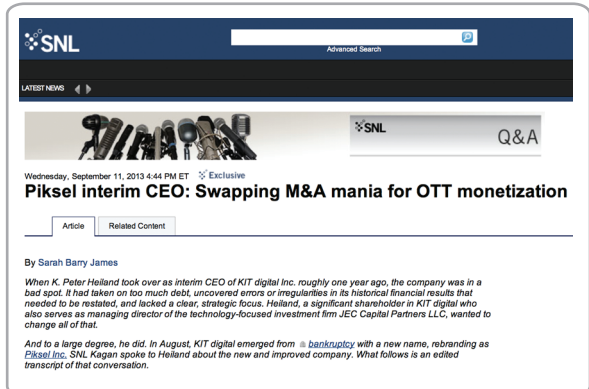 SNL
Advanced Search
LATEST NEWS
SNL
Q&A
Wednesday, September 11, 2013 4:44 PM ET Exclusive
Piksel interim CEO: Swapping M&A mania for OTT monetization
Article Related Content
By Sarah Barry James
When K. Peter Heiland took over as interim CEO of KIT digital Inc. roughly one year ago, the company was in a
bad spot. It had taken on too much debt, uncovered errors or irregularities in its historical financial results that
needed to be restated, and lacked a clear, strategic focus. Heiland, a significant shareholder in KIT digital who
also serves as managing director of the technology-focused investment firm JEC Capital Partners LLC, wanted to
change all of that.
And to a large degree, he did. In August, KIT digital emerged from bankruptcy with a new name, rebranding as
Piksel Inc. SNL Kagan spoke to Heiland about the new and improved company. What follows is an edited
transcript of that conversation.